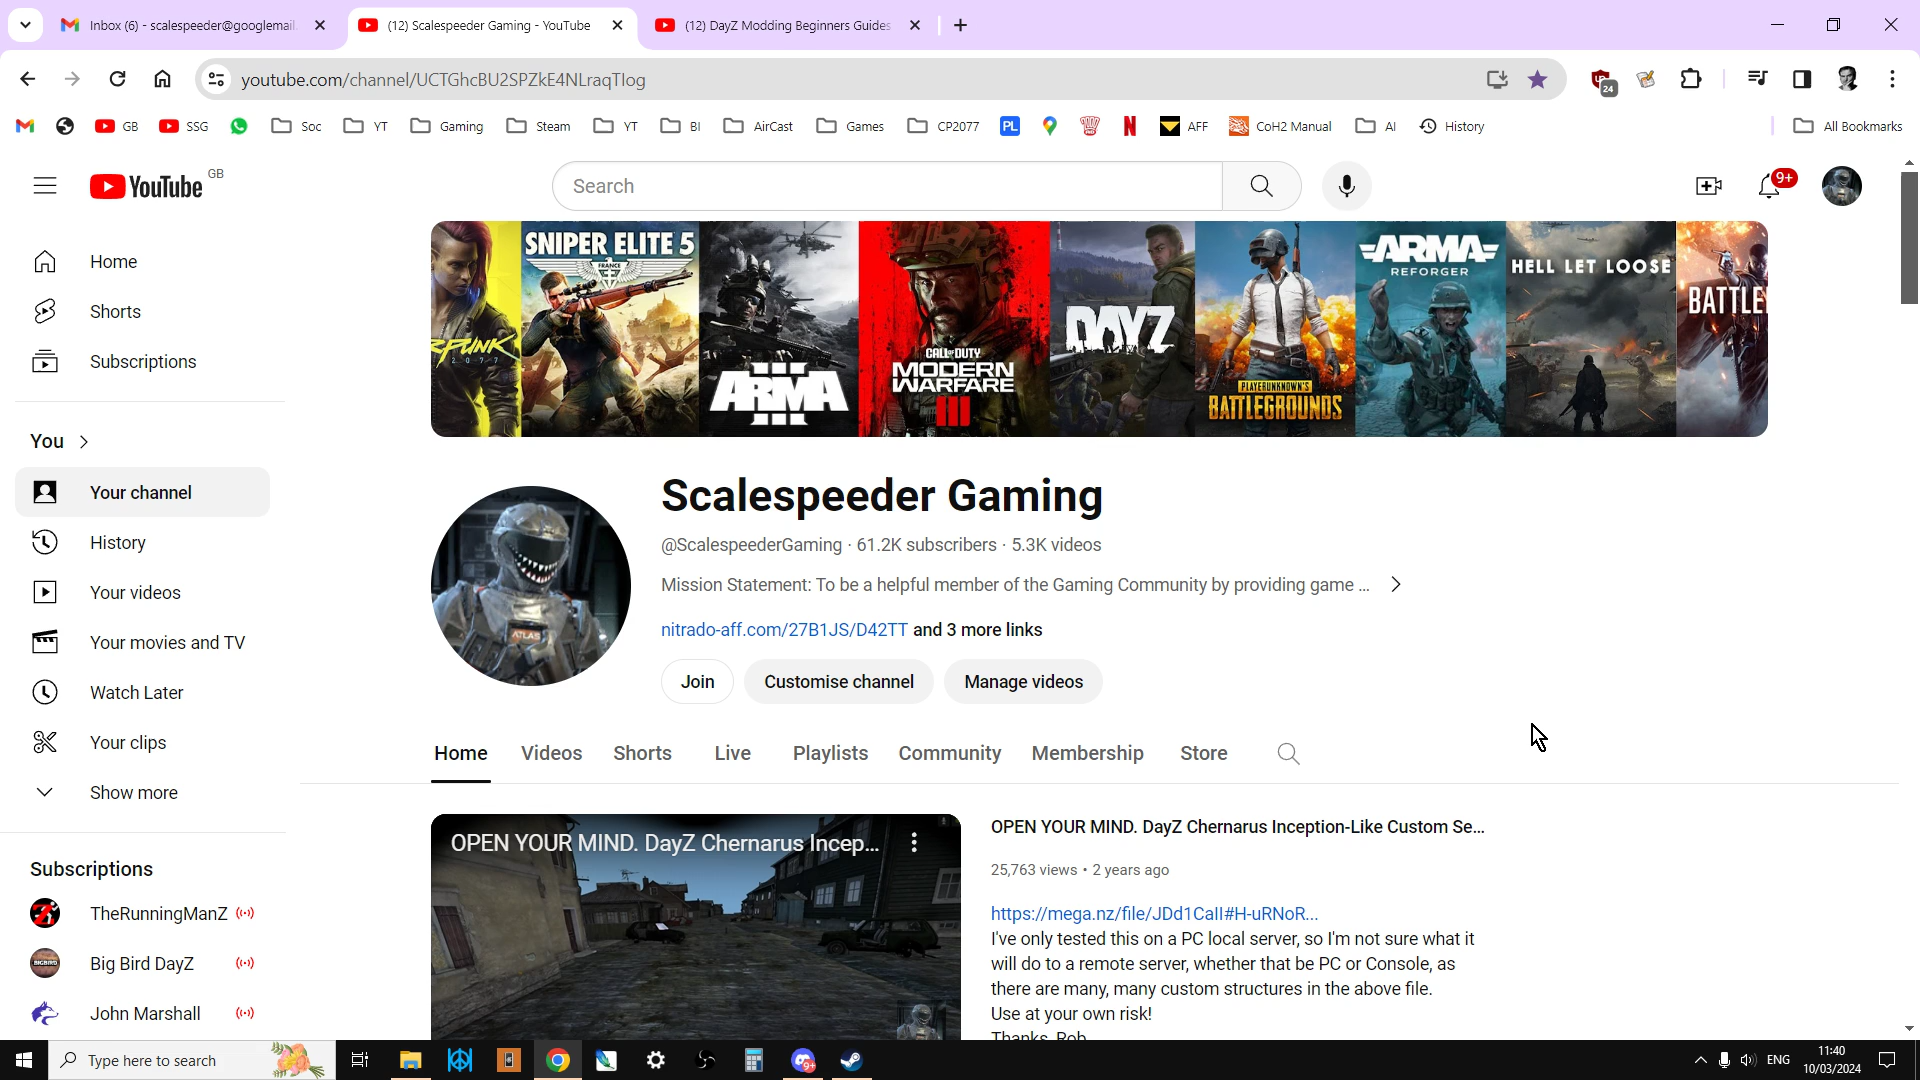 Inbox (6) - scalespeeder@googlemail.
(12) Scalespeeder Gaming - YouTube
(12) DayZ Modding Beginners Guides
youtube.com/channel/UCTGhcBU2SPZkE4NLraqTlog
24
GB
SSG
Soc
YT
Gaming
Steam
YT
BI
AirCast
Games
CP2077
PL
N
AFF
CoH2 Manual
AI
History
All Bookmarks
YouTube GB
Search
9+
Home
Shorts
Subscriptions
You
Your channel
History
Your videos
Your movies and TV
Watch Later
Your clips
Show more
Subscriptions
TheRunningManZ
Big Bird DayZ
John Marshall
RPUNK
2077
SNIPER ELITE 5
FRANCE
ARMA
III
CALL OF DUTY
MODERN
WARFARE
III
DAYZ
PLAYERUNKNOWN'S
BATTLEGROUNDS
ARMA
REFORGER
HELL LET LOOSE
BATTLE
ATLAS
Scalespeeder Gaming
@ScalespeederGaming · 61.2K subscribers · 5.3K videos
Mission Statement: To be a helpful member of the Gaming Community by providing game ...
nitrado-aff.com/27B1JS/D42TT and 3 more links
Join
Customise channel
Manage videos
Home
Videos
Shorts
Live
Playlists
Community
Membership
Store
OPEN YOUR MIND. DayZ Chernarus Incep...
OPEN YOUR MIND. DayZ Chernarus Inception-Like Custom Se...
25,763 views • 2 years ago
https://mega.nz/file/JDd1Call#H-uRNoR...
I've only tested this on a PC local server, so I'm not sure what it
will do to a remote server, whether that be PC or Console, as
there are many, many custom structures in the above file.
Use at your own risk!
Thanks, Rob
Type here to search
9+
ENG
11:40
10/03/2024